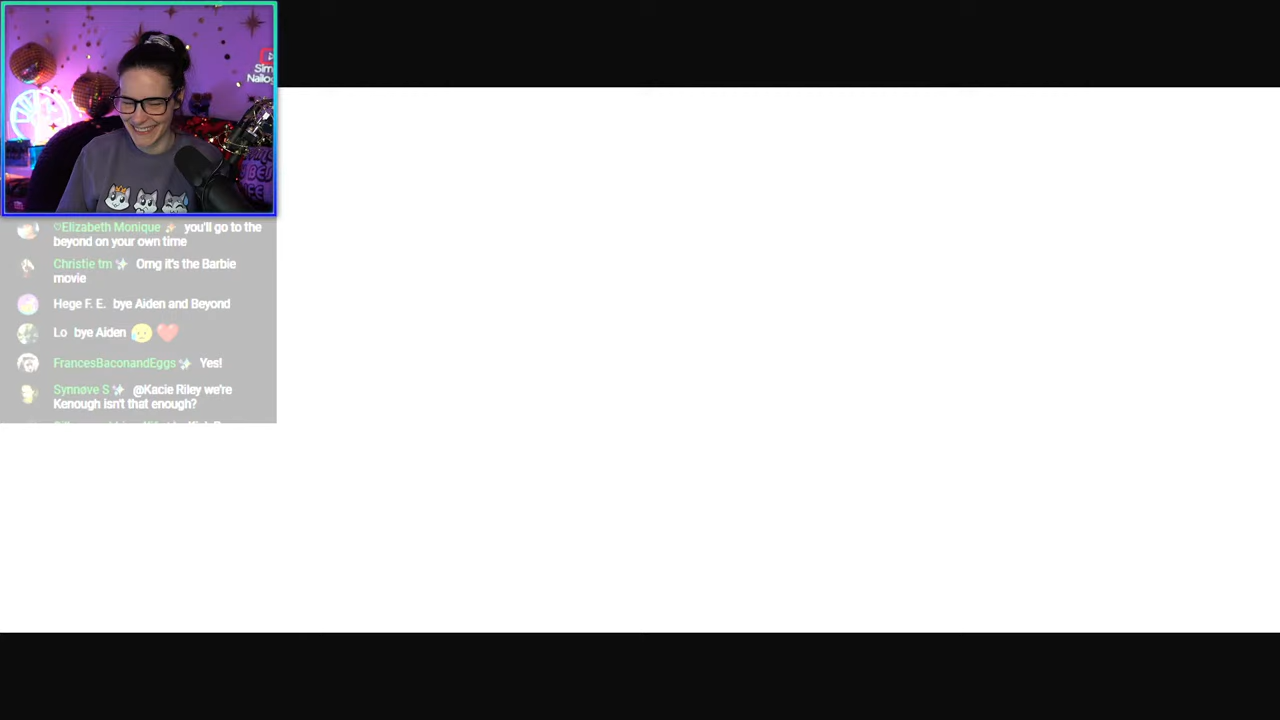 Sim
Nailo
♡Elizabeth Monique ✨ you'll go to the
beyond on your own time
Christie tm ✨ Omg it's the Barbie
movie
Hege F. E. bye Aiden and Beyond
Lo bye Aiden 😥 ❤️
FrancesBaconandEggs ✨ Yes!
Synnøve S ✨ @Kacie Riley we're
Kenough isn't that enough?